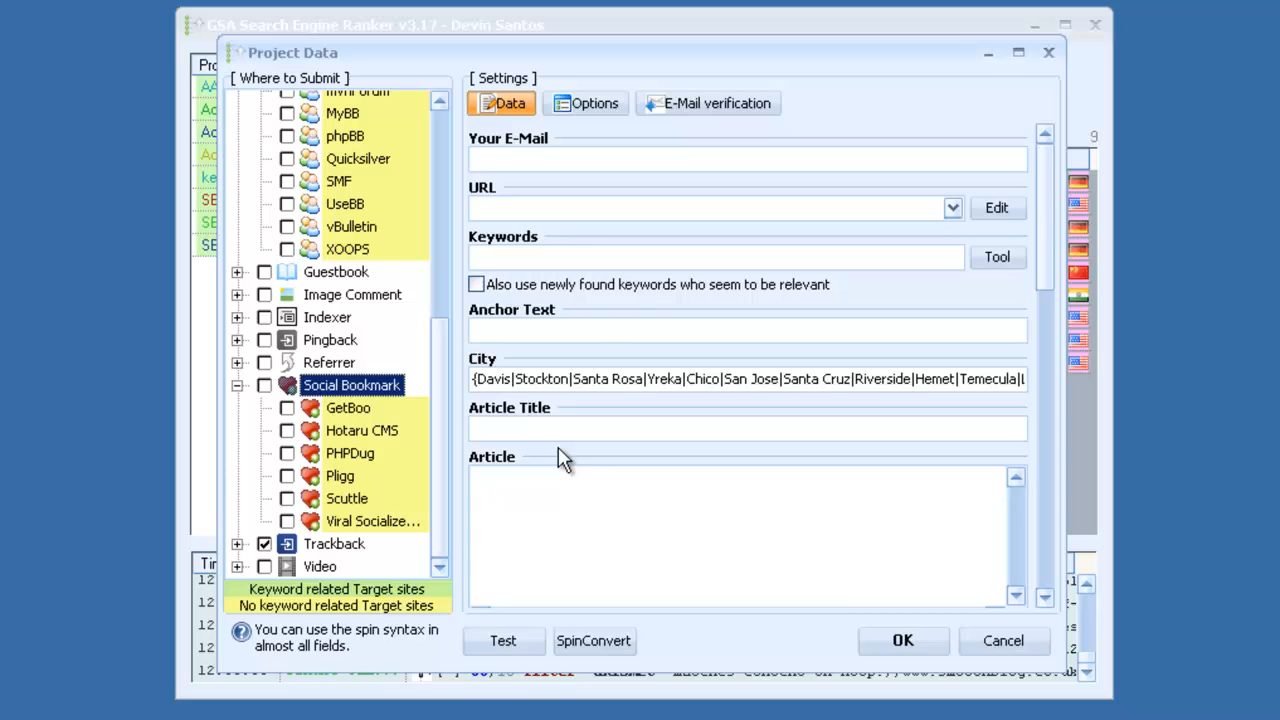 GSA Search Engine Ranker v3.17 - Devin Santos
Project Data
[ Where to Submit ]
[ Settings ]
Data
Options
E-Mail verification
MyBB
phpBB
Quicksilver
SMF
UseBB
vBulletin
XOOPS
Guestbook
Image Comment
Indexer
Pingback
Referrer
Social Bookmark
GetBoo
Hotaru CMS
PHPDug
Pligg
Scuttle
Viral Socialize...
Trackback
Video
Keyword related Target sites
No keyword related Target sites
You can use the spin syntax in
almost all fields.
Your E-Mail
URL
Edit
Keywords
Tool
Also use newly found keywords who seem to be relevant
Anchor Text
City
{Davis|Stockton|Santa Rosa|Yreka|Chico|San Jose|Santa Cruz|Riverside|Hemet|Temecula|L
Article Title
Article
Test
SpinConvert
OK
Cancel
9